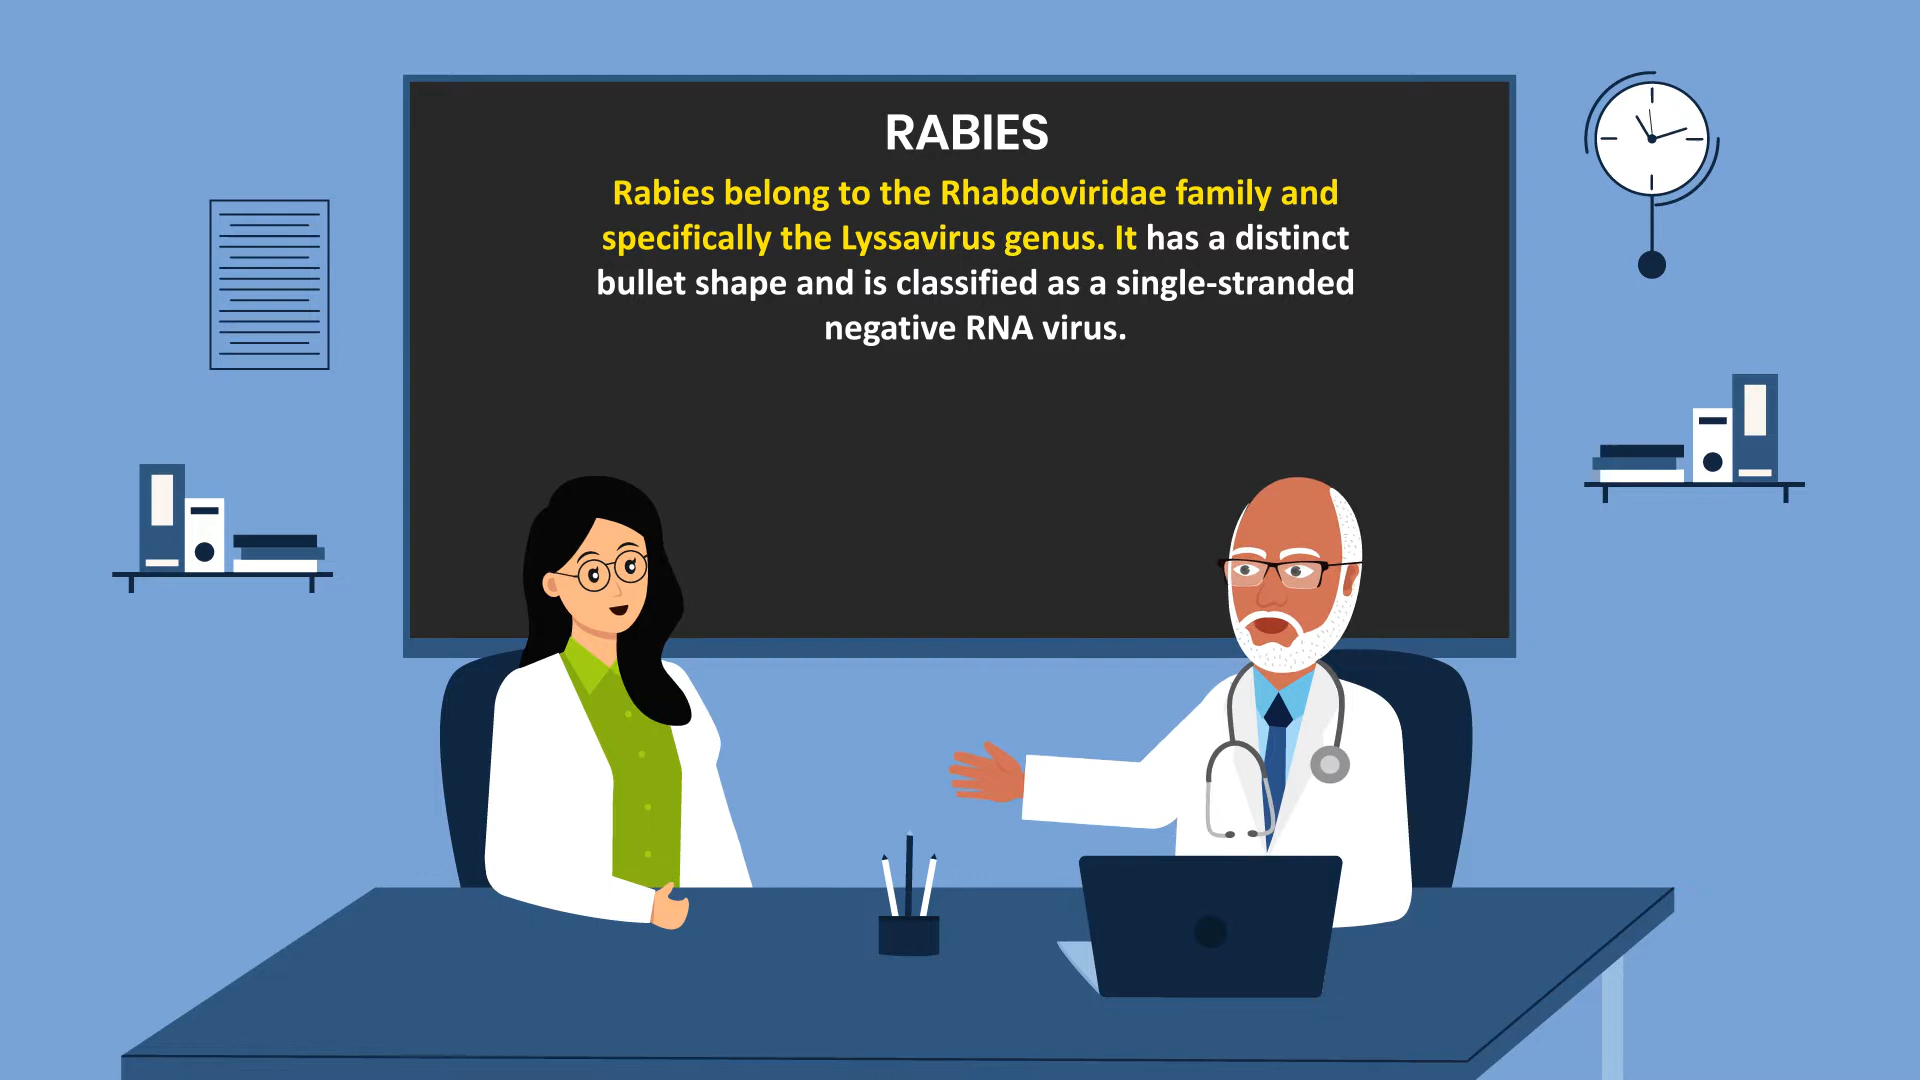 RABIES
Rabies belong to the Rhabdoviridae family and
specifically the Lyssavirus genus. It has a distinct
bullet shape and is classified as a single-stranded
negative RNA virus.